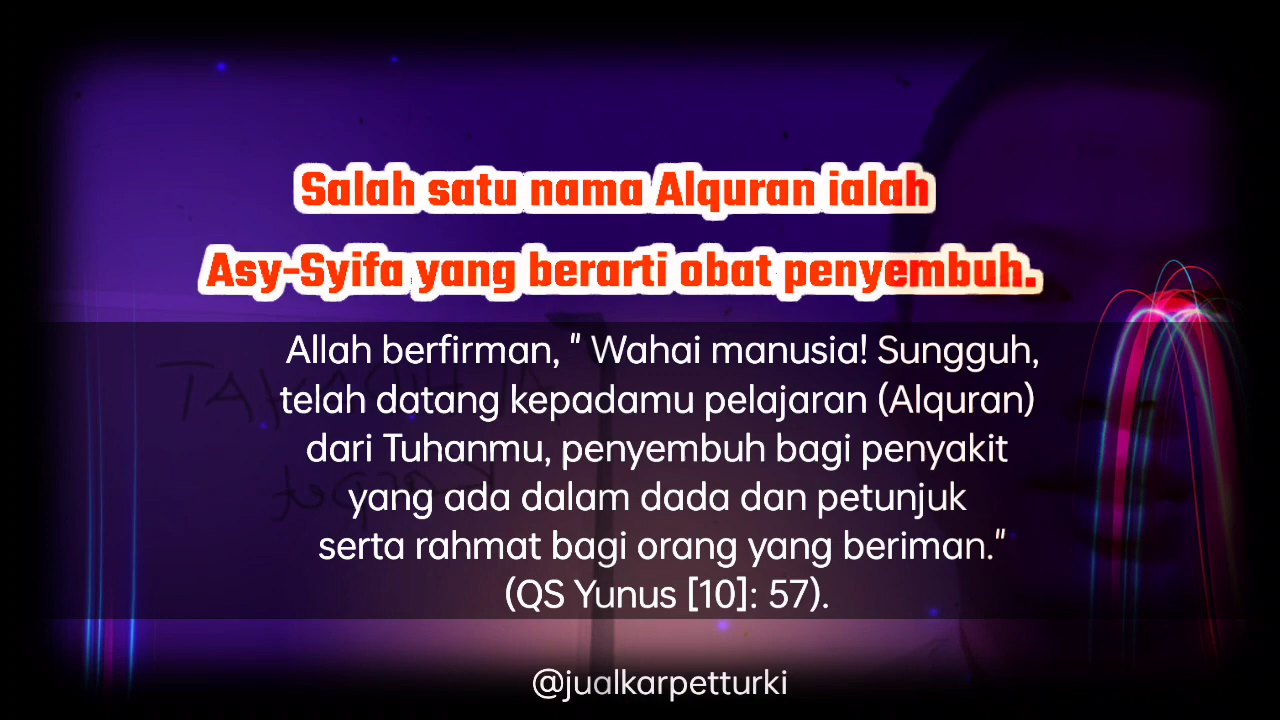 Salah satu nama Alquran ialah
Asy-Syifa yang berarti obat penyembuh.
Allah berfirman, " Wahai manusia! Sungguh,
telah datang kepadamu pelajaran (Alquran)
dari Tuhanmu, penyembuh bagi penyakit
yang ada dalam dada dan petunjuk
serta rahmat bagi orang yang beriman."
(QS Yunus [10]: 57).
@jualkarpetturki